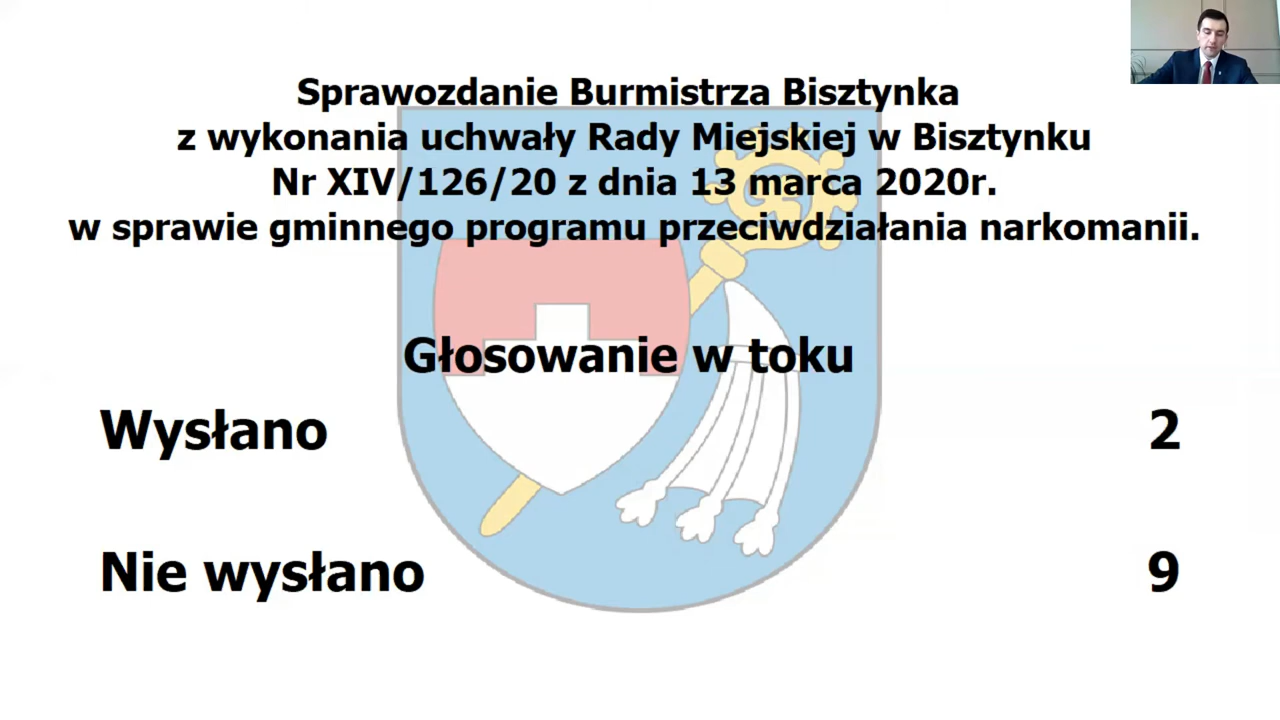 Sprawozdanie Burmistrza Bisztynka
z wykonania uchwały Rady Miejskiej w Bisztynku
Nr XIV/126/20 z dnia 13 marca 2020r.
w sprawie gminnego programu przeciwdziałania narkomanii.
Głosowanie w toku
Wysłano 2
Nie wysłano 9